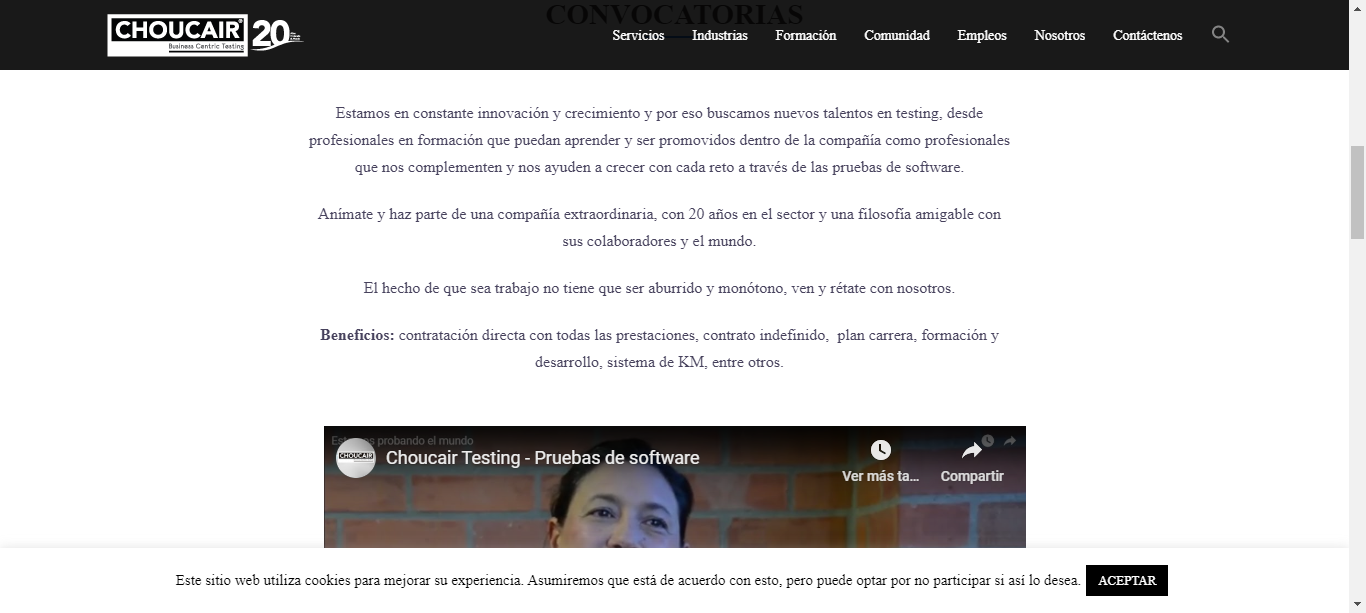 CONVOCATORIAS
CHOUCAIR
Business Centric Testing
20
Servicios Industrias Formación Comunidad Empleos Nosotros Contáctenos
Estamos en constante innovación y crecimiento y por eso buscamos nuevos talentos en testing, desde
profesionales en formación que puedan aprender y ser promovidos dentro de la compañía como profesionales
que nos complementen y nos ayuden a crecer con cada reto a través de las pruebas de software.
Anímate y haz parte de una compañía extraordinaria, con 20 años en el sector y una filosofía amigable con
sus colaboradores y el mundo.
El hecho de que sea trabajo no tiene que ser aburrido y monótono, ven y rétate con nosotros.
Beneficios: contratación directa con todas las prestaciones, contrato indefinido, plan carrera, formación y
desarrollo, sistema de KM, entre otros.
probando el mundo
CHOUCAIR
Choucair Testing - Pruebas de software
Ver más ta... Compartir
Este sitio web utiliza cookies para mejorar su experiencia. Asumiremos que está de acuerdo con esto, pero puede optar por no participar si así lo desea. ACEPTAR